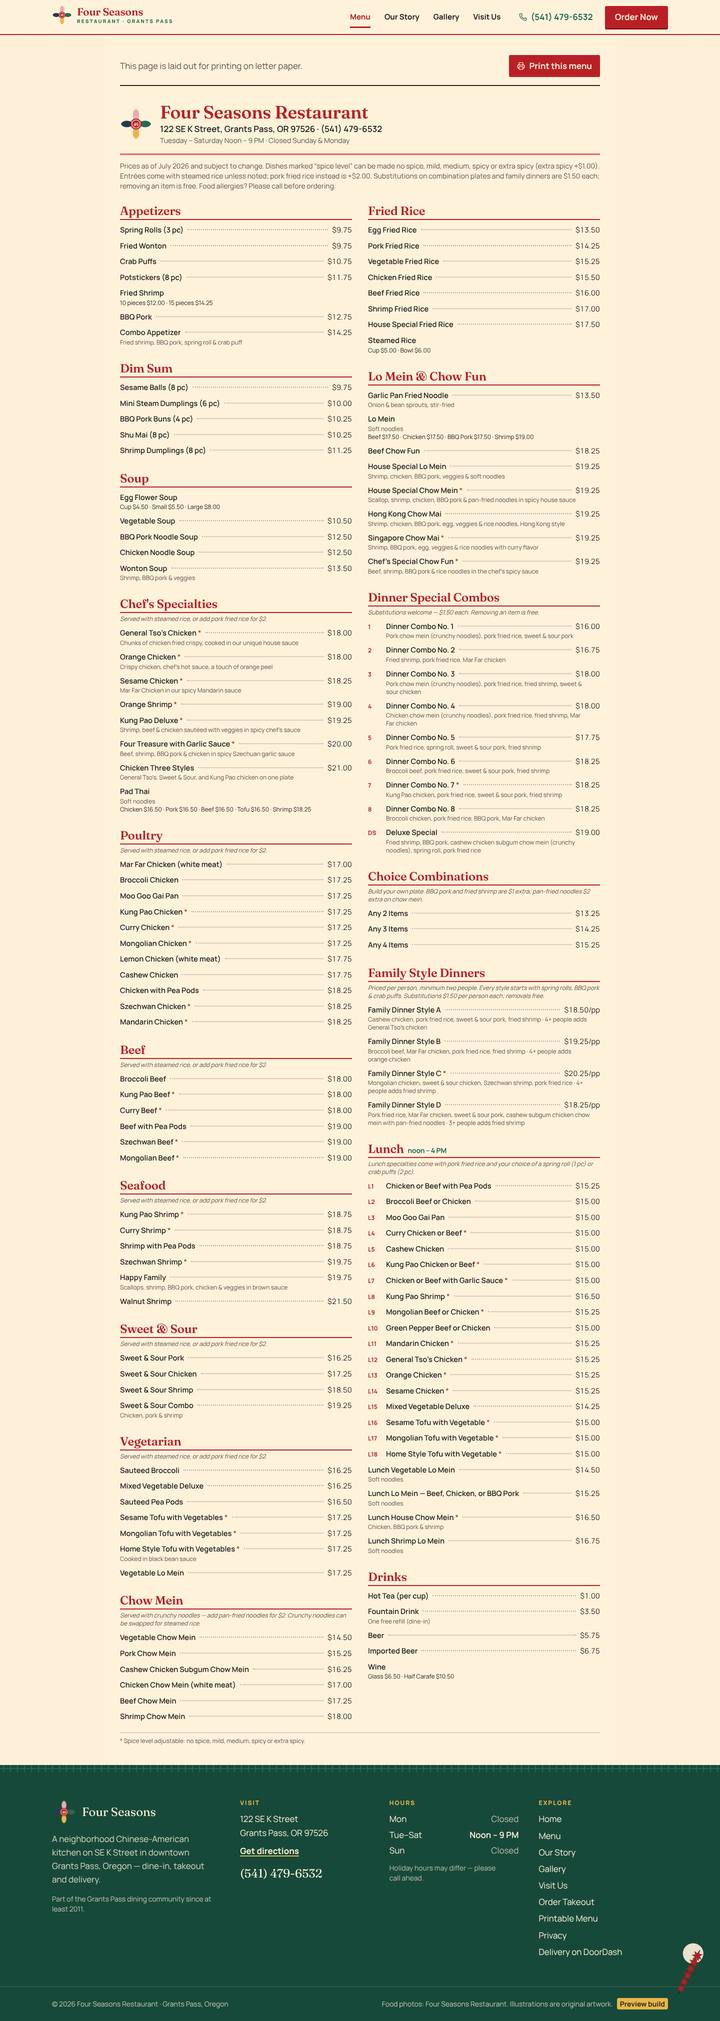 Four Seasons
RESTAURANT · GRANTS PASS
Menu
Our Story
Gallery
Visit Us
(541) 479-6532
Order Now
This page is laid out for printing on letter paper.
Print this menu
Four Seasons Restaurant
122 SE K Street, Grants Pass, OR 97526 · (541) 479-6532
Tuesday – Saturday Noon – 9 PM · Closed Sunday & Monday
Prices as of July 2026 and subject to change. Dishes marked "spice level" can be made no spice, mild, medium, spicy or extra spicy (extra spicy +$1.00).
Entrées come with steamed rice unless noted; pork fried rice instead is +$2.00. Substitutions on combination plates and family dinners are $1.50 each;
removing an item is free. Food allergies? Please call before ordering.
Appetizers
Spring Rolls (3 pc) $9.75
Fried Wonton $9.75
Crab Puffs $10.75
Potstickers (8 pc) $11.75
Fried Shrimp
10 pieces $12.00 · 15 pieces $14.25
BBQ Pork $12.75
Combo Appetizer $14.25
Fried shrimp, BBQ pork, spring roll & crab puff
Dim Sum
Sesame Balls (8 pc) $9.75
Mini Steam Dumplings (6 pc) $10.00
BBQ Pork Buns (4 pc) $10.25
Shu Mai (8 pc) $10.25
Shrimp Dumplings (8 pc) $11.25
Soup
Egg Flower Soup
Cup $4.50 · Small $5.50 · Large $8.00
Vegetable Soup $10.50
BBQ Pork Noodle Soup $12.50
Chicken Noodle Soup $12.50
Wonton Soup $13.50
Shrimp, BBQ pork & veggies
Chef's Specialties
Served with steamed rice, or add pork fried rice for $2.
General Tso's Chicken * $18.00
Chunks of chicken fried crispy, cooked in our unique house sauce
Orange Chicken * $18.00
Crispy chicken, chef's hot sauce, a touch of orange peel
Sesame Chicken * $18.25
Mar Far Chicken in our spicy Mandarin sauce
Orange Shrimp * $19.00
Kung Pao Deluxe * $19.25
Shrimp, beef & chicken sautéed with veggies in spicy chef's sauce
Four Treasure with Garlic Sauce * $20.00
Beef, shrimp, BBQ pork & chicken in spicy Szechuan garlic sauce
Chicken Three Styles $21.00
General Tso's, Sweet & Sour, and Kung Pao chicken on one plate
Pad Thai
Soft noodles
Chicken $16.50 · Pork $16.50 · Beef $16.50 · Tofu $16.50 · Shrimp $18.25
Poultry
Served with steamed rice, or add pork fried rice for $2.
Mar Far Chicken (white meat) $17.00
Broccoli Chicken $17.25
Moo Goo Gai Pan $17.25
Kung Pao Chicken * $17.25
Curry Chicken * $17.25
Mongolian Chicken * $17.25
Lemon Chicken (white meat) $17.75
Cashew Chicken $17.75
Chicken with Pea Pods $18.25
Szechwan Chicken * $18.25
Mandarin Chicken * $18.25
Beef
Served with steamed rice, or add pork fried rice for $2.
Broccoli Beef $18.00
Kung Pao Beef * $18.00
Curry Beef * $18.00
Beef with Pea Pods $19.00
Szechwan Beef * $19.00
Mongolian Beef * $19.00
Seafood
Served with steamed rice, or add pork fried rice for $2.
Kung Pao Shrimp * $18.75
Curry Shrimp * $18.75
Shrimp with Pea Pods $18.75
Szechwan Shrimp * $19.75
Happy Family $19.75
Scallops, shrimp, BBQ pork, chicken & veggies in brown sauce
Walnut Shrimp $21.50
Sweet & Sour
Served with steamed rice, or add pork fried rice for $2.
Sweet & Sour Pork $16.25
Sweet & Sour Chicken $17.25
Sweet & Sour Shrimp $18.50
Sweet & Sour Combo $19.25
Chicken, pork & shrimp
Vegetarian
Served with steamed rice, or add pork fried rice for $2.
Sauteed Broccoli $16.25
Mixed Vegetable Deluxe $16.25
Sauteed Pea Pods $16.50
Sesame Tofu with Vegetables * $17.25
Mongolian Tofu with Vegetables * $17.25
Home Style Tofu with Vegetables * $17.25
Cooked in black bean sauce
Vegetable Lo Mein $17.25
Chow Mein
Served with crunchy noodles — add pan-fried noodles for $2. Crunchy noodles can
be swapped for steamed rice.
Vegetable Chow Mein $14.50
Pork Chow Mein $15.25
Cashew Chicken Subgum Chow Mein $16.25
Chicken Chow Mein (white meat) $17.00
Beef Chow Mein $17.25
Shrimp Chow Mein $18.00
Fried Rice
Egg Fried Rice $13.50
Pork Fried Rice $14.25
Vegetable Fried Rice $15.25
Chicken Fried Rice $15.50
Beef Fried Rice $16.00
Shrimp Fried Rice $17.00
House Special Fried Rice $17.50
Steamed Rice
Cup $5.00 · Bowl $6.00
Lo Mein & Chow Fun
Garlic Pan Fried Noodle $13.50
Onion & bean sprouts, stir-fried
Lo Mein
Soft noodles
Beef $17.50 · Chicken $17.50 · BBQ Pork $17.50 · Shrimp $19.00
Beef Chow Fun $18.25
House Special Lo Mein $19.25
Shrimp, chicken, BBQ pork, veggies & soft noodles
House Special Chow Mein * $19.25
Scallop, shrimp, chicken, BBQ pork & pan-fried noodles in spicy house sauce
Hong Kong Chow Mai $19.25
Shrimp, chicken, BBQ pork, egg, veggies & rice noodles, Hong Kong style
Singapore Chow Mai * $19.25
Shrimp, BBQ pork, egg, veggies & rice noodles with curry flavor
Chef's Special Chow Fun * $19.25
Beef, shrimp, BBQ pork & rice noodles in the chef's spicy sauce
Dinner Special Combos
Substitutions welcome — $1.50 each. Removing an item is free.
1 Dinner Combo No. 1 $16.00
Pork chow mein (crunchy noodles), pork fried rice, sweet & sour pork
2 Dinner Combo No. 2 $16.75
Fried shrimp, pork fried rice, Mar Far Chicken
3 Dinner Combo No. 3 $18.00
Pork chow mein (crunchy noodles), pork fried rice, fried shrimp, sweet &
sour chicken
4 Dinner Combo No. 4 $18.00
Chicken chow mein (crunchy noodles), pork fried rice, fried shrimp, Mar
Far chicken
5 Dinner Combo No. 5 $17.75
Pork fried rice, spring roll, sweet & sour pork, fried shrimp
6 Dinner Combo No. 6 $18.25
Broccoli beef, pork fried rice, sweet & sour pork, fried shrimp
7 Dinner Combo No. 7 * $18.25
Kung Pao chicken, pork fried rice, sweet & sour pork, fried shrimp
8 Dinner Combo No. 8 $18.25
Broccoli chicken, pork fried rice, BBQ pork, Mar Far chicken
DS Deluxe Special $19.00
Fried shrimp, BBQ pork, cashew chicken subgum chow mein (crunchy
noodles), spring roll, pork fried rice
Choice Combinations
Build your own plate. BBQ pork and fried shrimp are $1 extra; pan-fried noodles $2
extra on chow mein.
Any 2 Items $13.25
Any 3 Items $14.25
Any 4 Items $15.25
Family Style Dinners
Priced per person, minimum two people. Every style starts with spring rolls, BBQ pork
& crab puffs. Substitutions $1.50 per person each; removals free.
Family Dinner Style A $18.50/pp
Cashew chicken, pork fried rice, sweet & sour pork, fried shrimp · 4+ people adds
General Tso's chicken
Family Dinner Style B $19.25/pp
Broccoli beef, Mar Far chicken, pork fried rice, fried shrimp · 4+ people adds
orange chicken
Family Dinner Style C * $20.25/pp
Mongolian chicken, sweet & sour chicken, Szechwan shrimp, pork fried rice · 4+
people adds fried shrimp
Family Dinner Style D $18.25/pp
Pork fried rice, Mar Far chicken, sweet & sour pork, cashew subgum chicken chow
mein with pan-fried noodles · 3+ people adds fried shrimp
Lunch noon – 4 PM
Lunch specialties come with pork fried rice and your choice of a spring roll (1 pc) or
crab puffs (2 pc).
L1 Chicken or Beef with Pea Pods $15.25
L2 Broccoli Beef or Chicken $15.00
L3 Moo Goo Gai Pan $15.00
L4 Curry Chicken or Beef * $15.00
L5 Cashew Chicken $15.00
L6 Kung Pao Chicken or Beef * $15.00
L7 Chicken or Beef with Garlic Sauce * $15.00
L8 Kung Pao Shrimp * $16.50
L9 Mongolian Beef or Chicken * $15.25
L10 Green Pepper Beef or Chicken $15.00
L11 Mandarin Chicken * $15.25
L12 General Tso's Chicken * $15.25
L13 Orange Chicken * $15.25
L14 Sesame Chicken * $15.25
L15 Mixed Vegetable Deluxe $14.25
L16 Sesame Tofu with Vegetable * $15.00
L17 Mongolian Tofu with Vegetable * $15.00
L18 Home Style Tofu with Vegetable * $15.00
Lunch Vegetable Lo Mein $14.50
Soft noodles
Lunch Lo Mein — Beef, Chicken, or BBQ Pork $15.25
Soft noodles
Lunch House Chow Mein * $16.50
Chicken, BBQ pork & shrimp
Lunch Shrimp Lo Mein $16.75
Soft noodles
Drinks
Hot Tea (per cup) $1.00
Fountain Drink $3.50
One free refill (dine-in)
Beer $5.75
Imported Beer $6.75
Wine
Glass $6.50 · Half Carafe $10.50
* Spice level adjustable: no spice, mild, medium, spicy or extra spicy.
Four Seasons
A neighborhood Chinese-American
kitchen on SE K Street in downtown
Grants Pass, Oregon — dine-in, takeout
and delivery.
Part of the Grants Pass dining community since at
least 2011.
VISIT
122 SE K Street
Grants Pass, OR 97526
Get directions
(541) 479-6532
HOURS
Mon Closed
Tue–Sat Noon – 9 PM
Sun Closed
Holiday hours may differ — please
call ahead.
EXPLORE
Home
Menu
Our Story
Gallery
Visit Us
Order Takeout
Printable Menu
Privacy
Delivery on DoorDash
© 2026 Four Seasons Restaurant · Grants Pass, Oregon
Food photos: Four Seasons Restaurant. Illustrations are original artwork.
Preview build